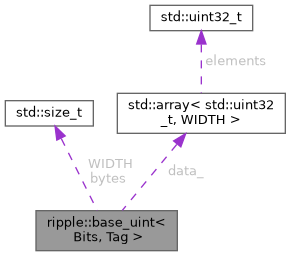 std::uint32_t
elements
std::size_t
std::array< std::uint32
_t, WIDTH >
WIDTH
bytes
data_
ripple::base_uint<
Bits, Tag >